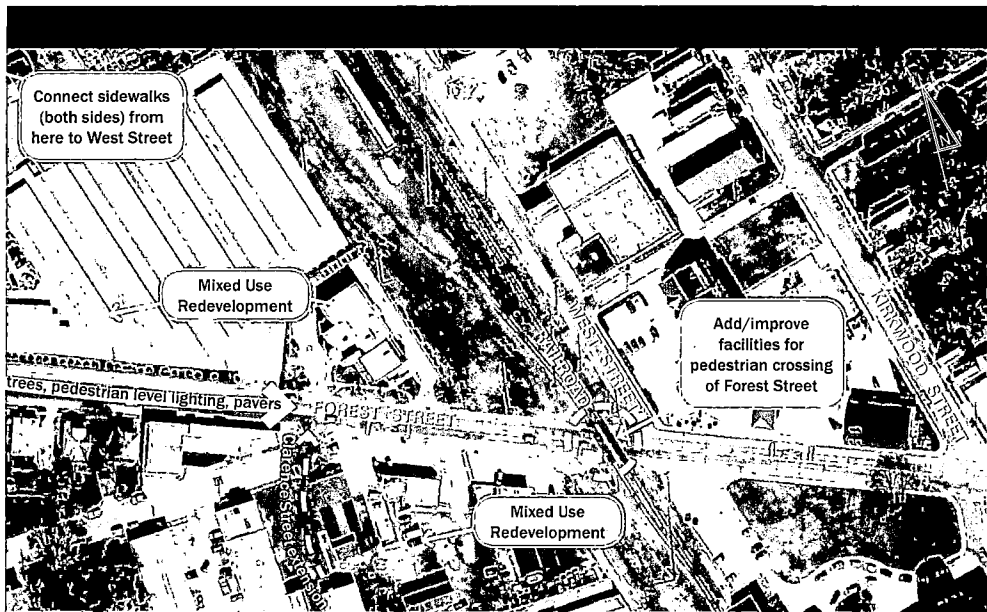 Connect sidewalks
(both sides) from
here to West Street
Mixed Use
Redevelopment
Add/improve
facilities for
pedestrian crossing
of Forest Street
WEST STREET
KIRKWOOD STREET
trees, pedestrian level lighting, pavers
FOREST STREET
Mixed Use
Redevelopment